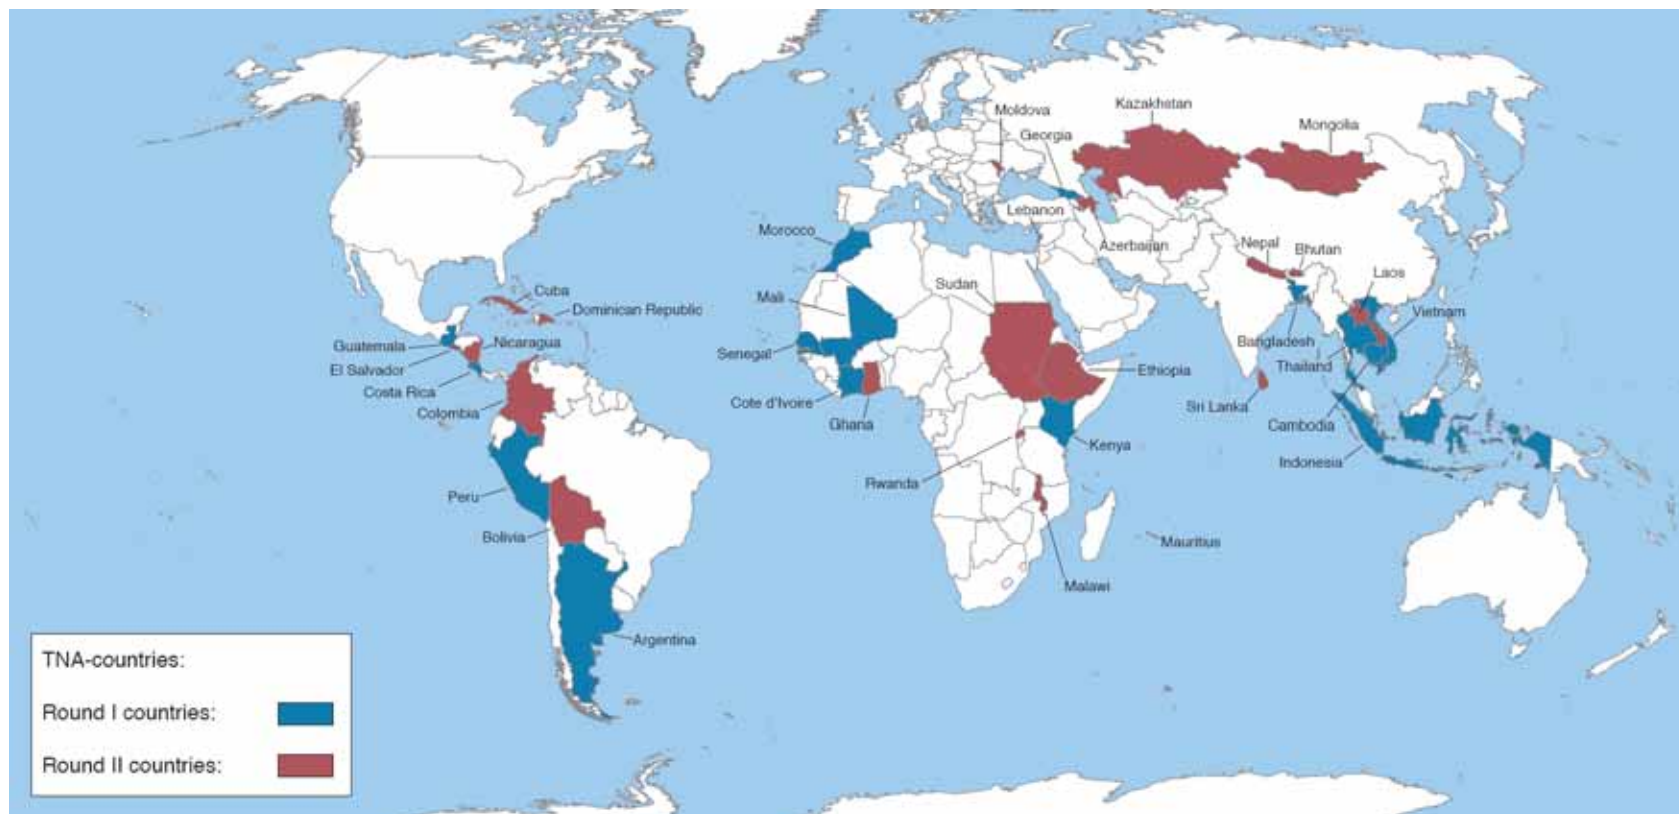 Moldova
Kazakhstan
Georgia
Mongolia
Lebanon
Morocco
Azerbaijan
Nepal
Bhutan
Laos
Sudan
Cuba
Mali
Dominican Republic
Vietnam
Guatemala
Nicaragua
Senegal
Bangladesh
El Salvador
Thailand
Ethiopia
Costa Rica
Cote d'Ivoire
Sri Lanka
Colombia
Ghana
Cambodia
Kenya
Indonesia
Rwanda
Peru
Bolivia
Mauritius
Malawi
Argentina
TNA-countries:
Round I countries:
Round II countries: